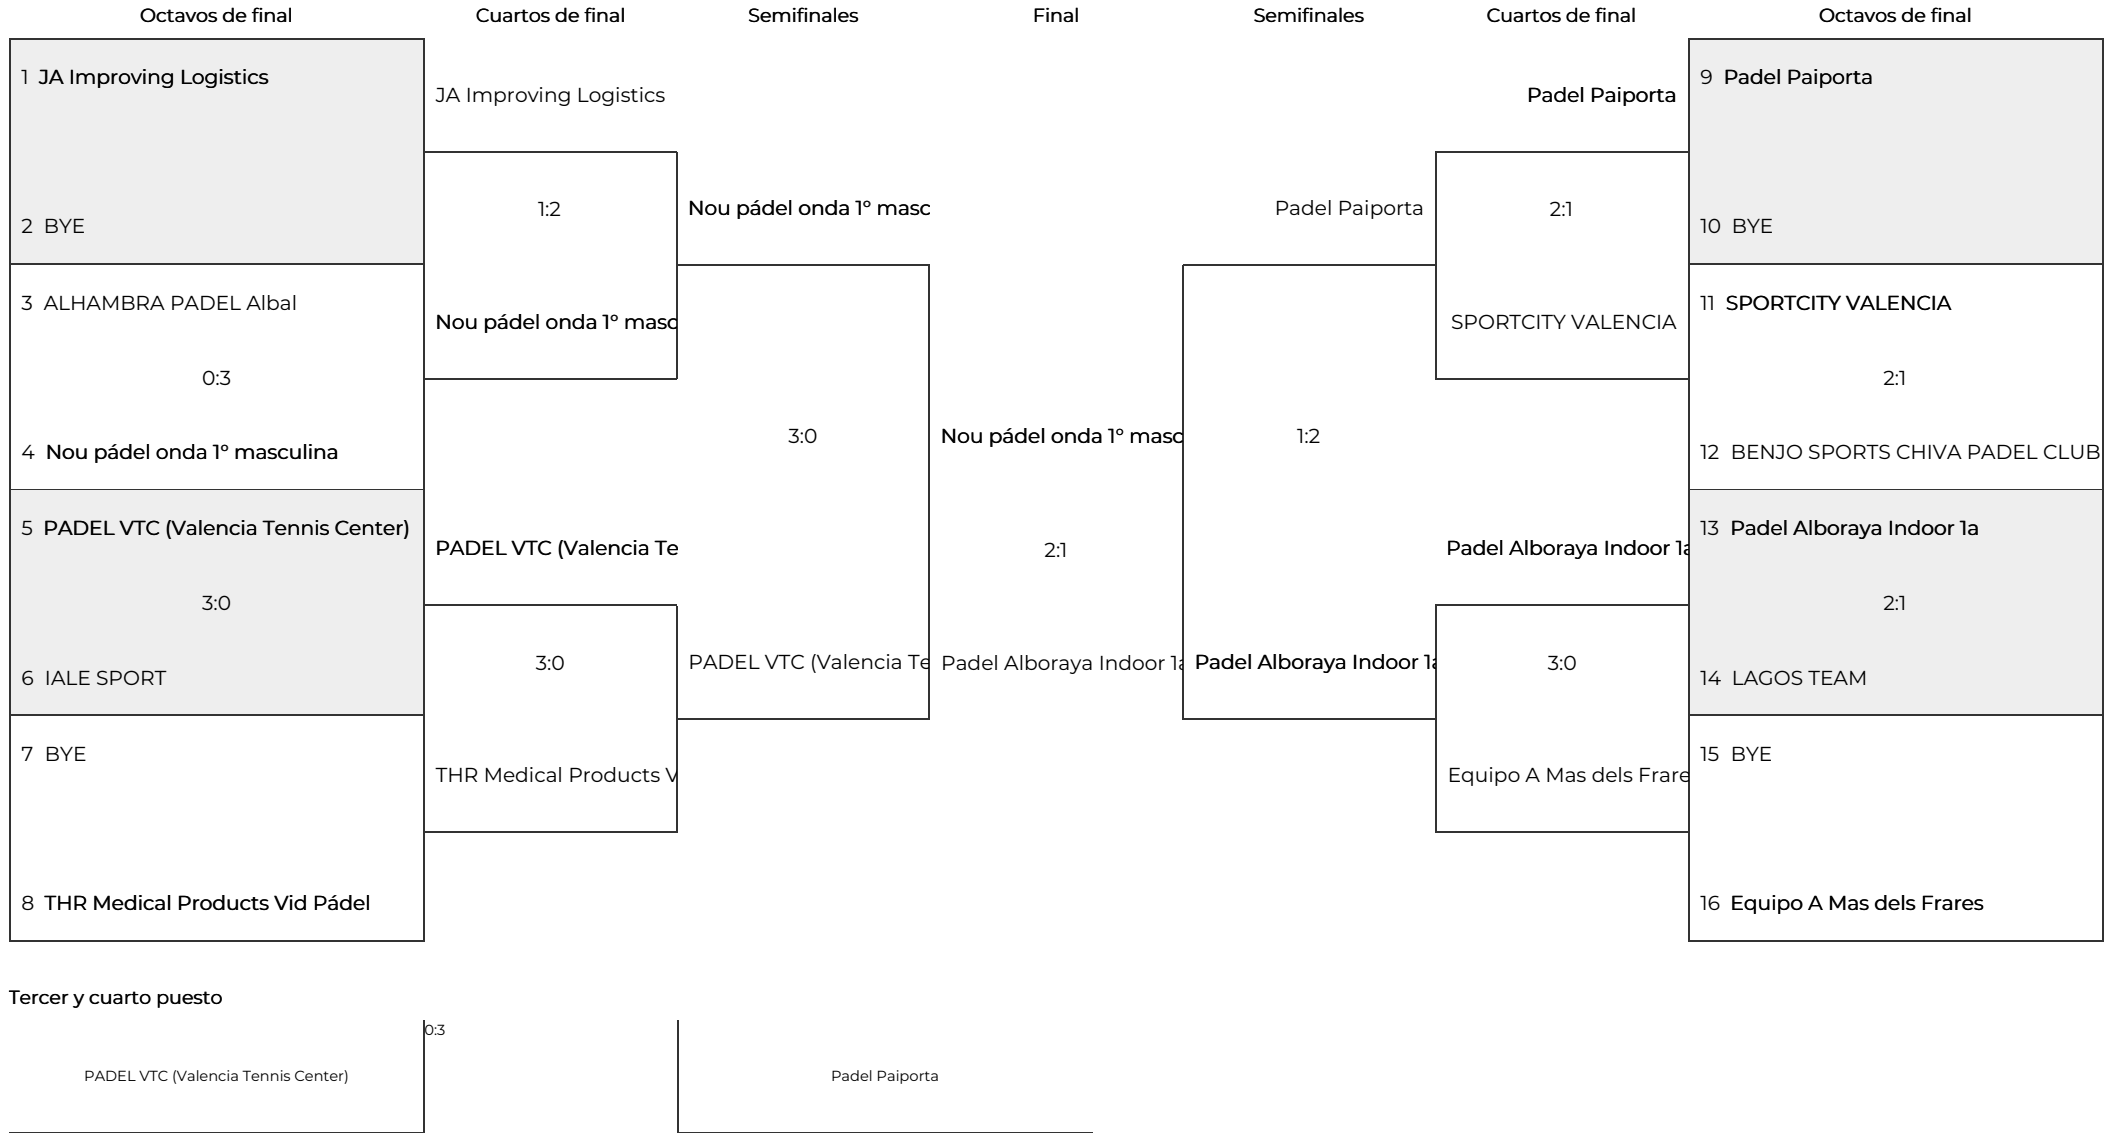 Octavos de final Cuartos de final Semifinales Final Semifinales Cuartos de final Octavos de final
1 JA Improving Logistics
JA Improving Logistics
1:2
2 BYE
3 ALHAMBRA PADEL Albal
Nou pádel onda 1º masc
0:3
4 Nou pádel onda 1º masculina
5 PADEL VTC (Valencia Tennis Center)
PADEL VTC (Valencia Te
3:0
3:0
6 IALE SPORT
7 BYE
THR Medical Products V
8 THR Medical Products Vid Pádel
Nou pádel onda 1º masc
3:0
PADEL VTC (Valencia Te
Nou pádel onda 1º masc
2:1
Padel Alboraya Indoor 1a
Padel Paiporta
1:2
Padel Alboraya Indoor 1a
Padel Paiporta
2:1
SPORTCITY VALENCIA
Padel Alboraya Indoor 1a
3:0
Equipo A Mas dels Frare
9 Padel Paiporta
10 BYE
11 SPORTCITY VALENCIA
2:1
12 BENJO SPORTS CHIVA PADEL CLUB
13 Padel Alboraya Indoor 1a
2:1
14 LAGOS TEAM
15 BYE
16 Equipo A Mas dels Frares
Tercer y cuarto puesto
0:3
PADEL VTC (Valencia Tennis Center) Padel Paiporta